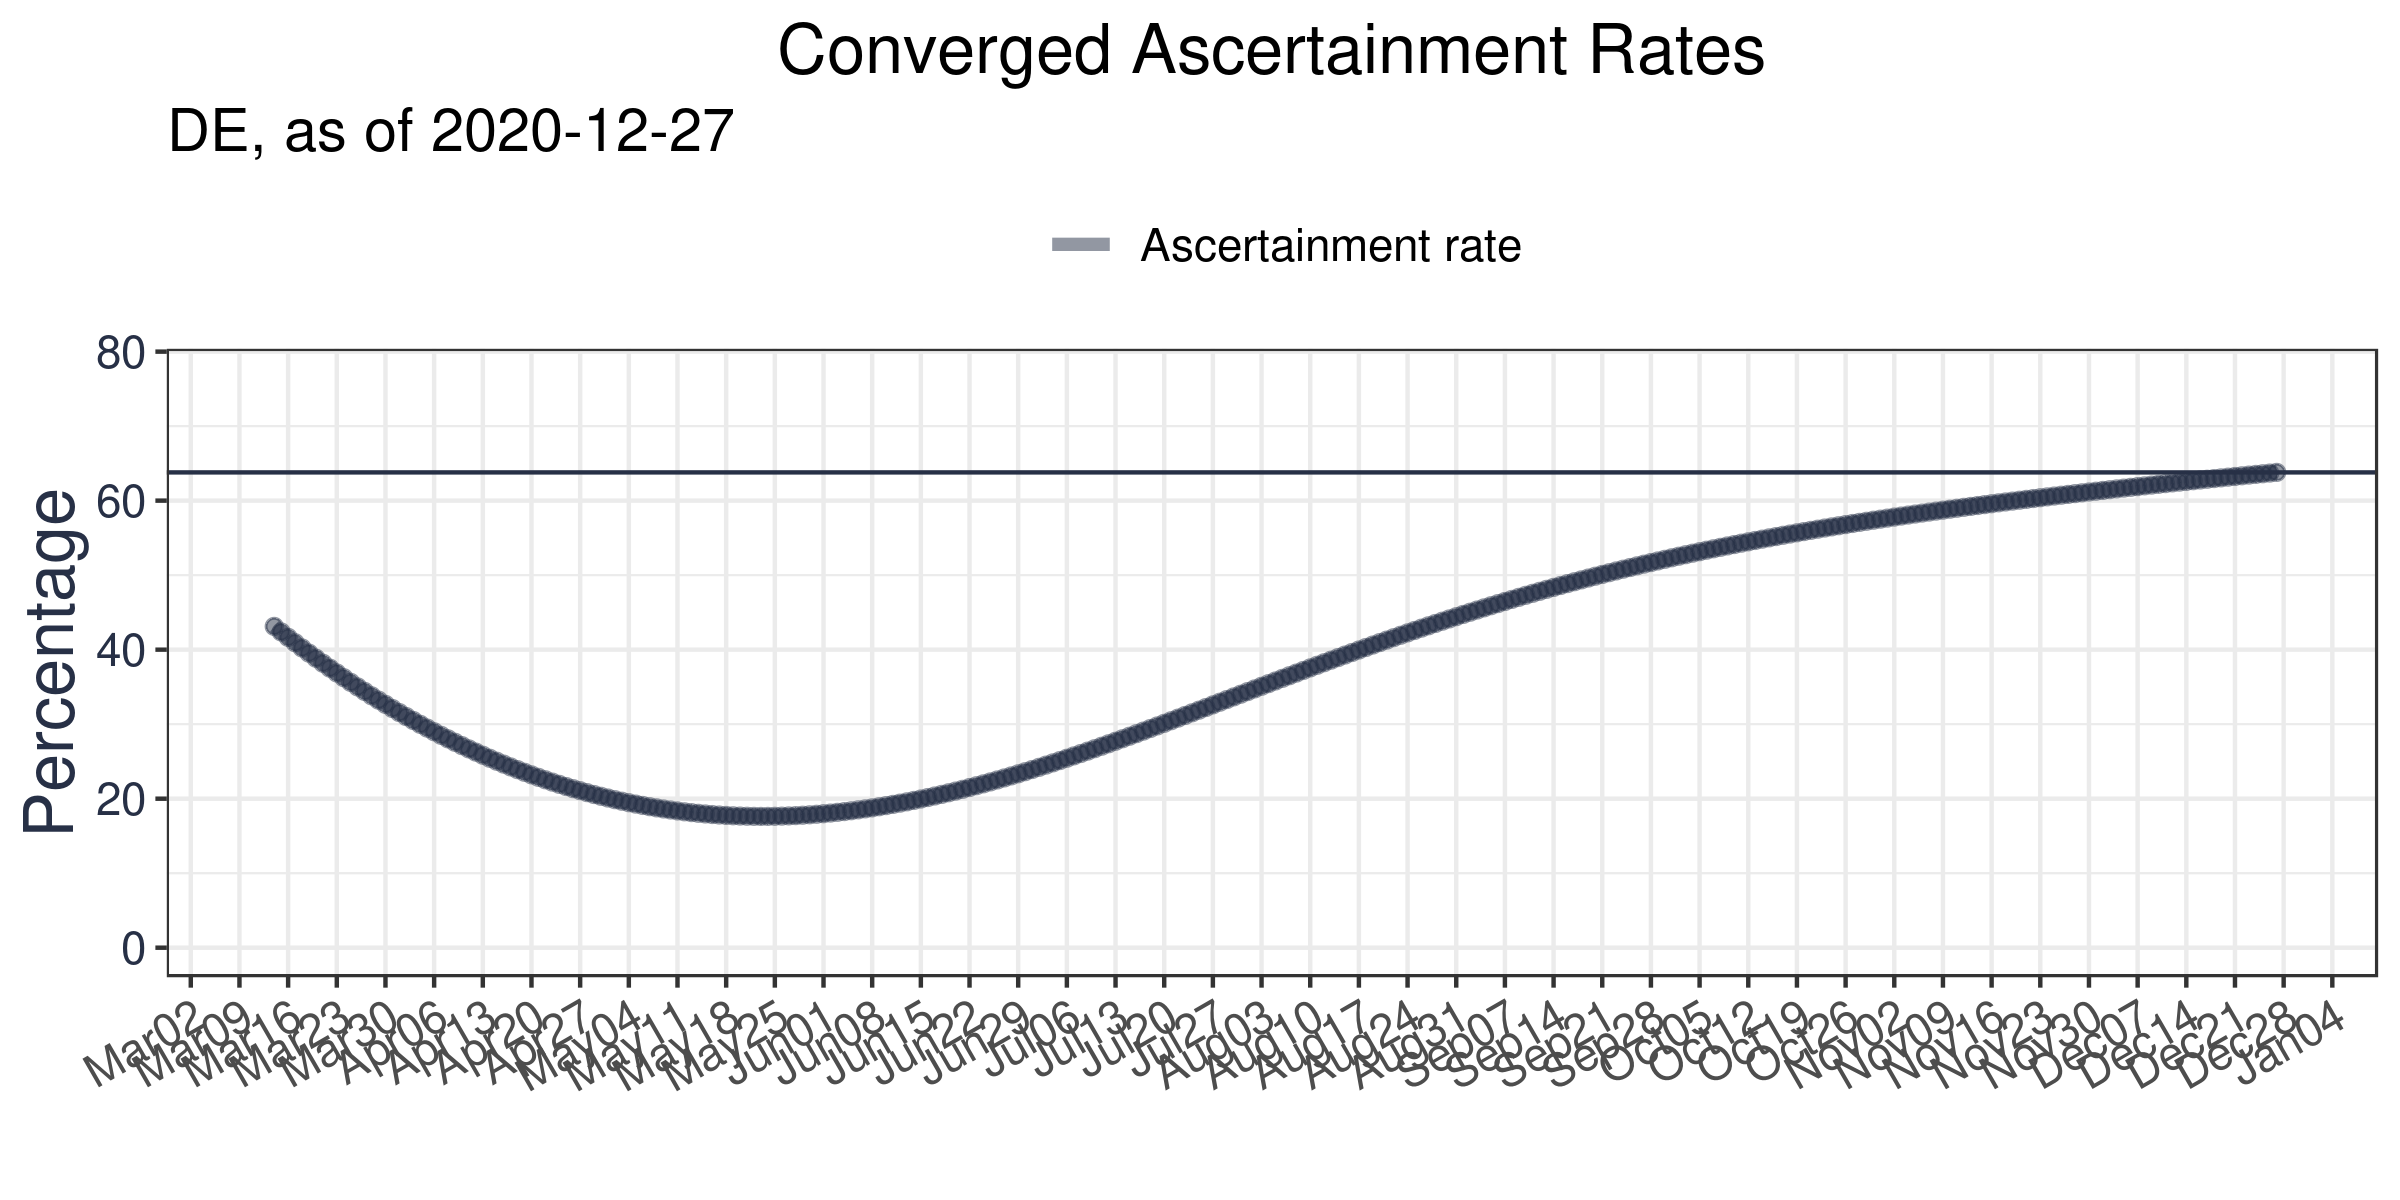 Converged Ascertainment Rates
DE, as of 2020-12-27
Ascertainment rate
Percentage
80
60
40
20
0
Mar02
Mar09
Mar16
Mar23
Mar30
Apr06
Apr13
Apr20
Apr27
May04
May11
May18
May25
Jun01
Jun08
Jun15
Jun22
Jun29
Jul06
Jul13
Jul20
Jul27
Aug03
Aug10
Aug17
Aug24
Aug31
Sep07
Sep14
Sep21
Sep28
Oct05
Oct12
Oct19
Oct26
Nov02
Nov09
Nov16
Nov23
Nov30
Dec07
Dec14
Dec21
Dec28
Jan04